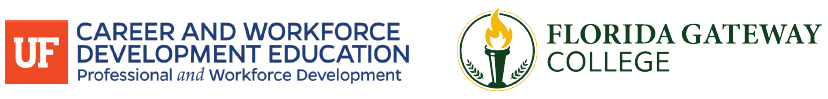 UF
CAREER AND WORKFORCE
DEVELOPMENT EDUCATION
Professional and Workforce Development
FLORIDA GATEWAY
COLLEGE